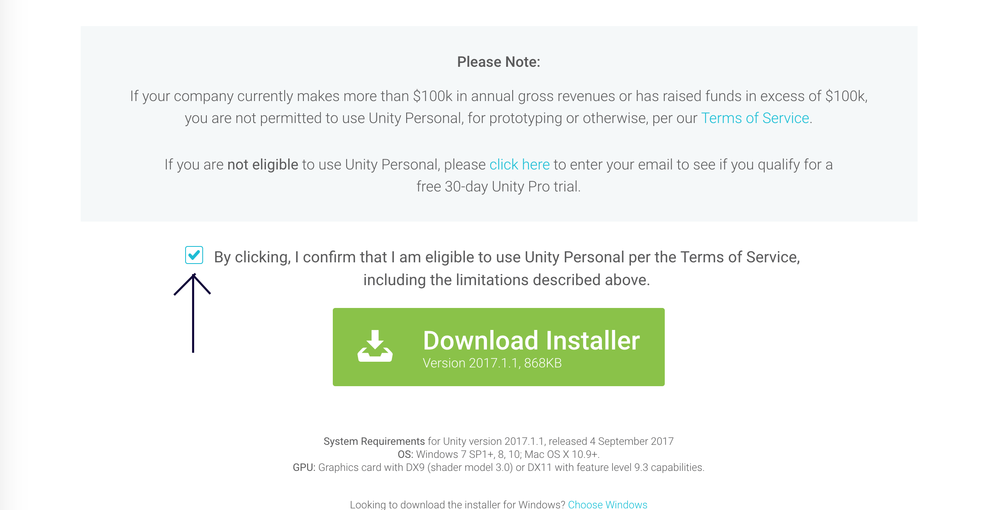 Please Note:
If your company currently makes more than $100k in annual gross revenues or has raised funds in excess of $100k,
you are not permitted to use Unity Personal, for prototyping or otherwise, per our Terms of Service.
If you are not eligible to use Unity Personal, please click here to enter your email to see if you qualify for a
free 30-day Unity Pro trial.
By clicking, I confirm that I am eligible to use Unity Personal per the Terms of Service,
including the limitations described above.
Download Installer
Version 2017.1.1, 868KB
System Requirements for Unity version 2017.1.1, released 4 September 2017
OS: Windows 7 SP1+, 8, 10; Mac OS X 10.9+.
GPU: Graphics card with DX9 (shader model 3.0) or DX11 with feature level 9.3 capabilities.
Looking to download the installer for Windows? Choose Windows